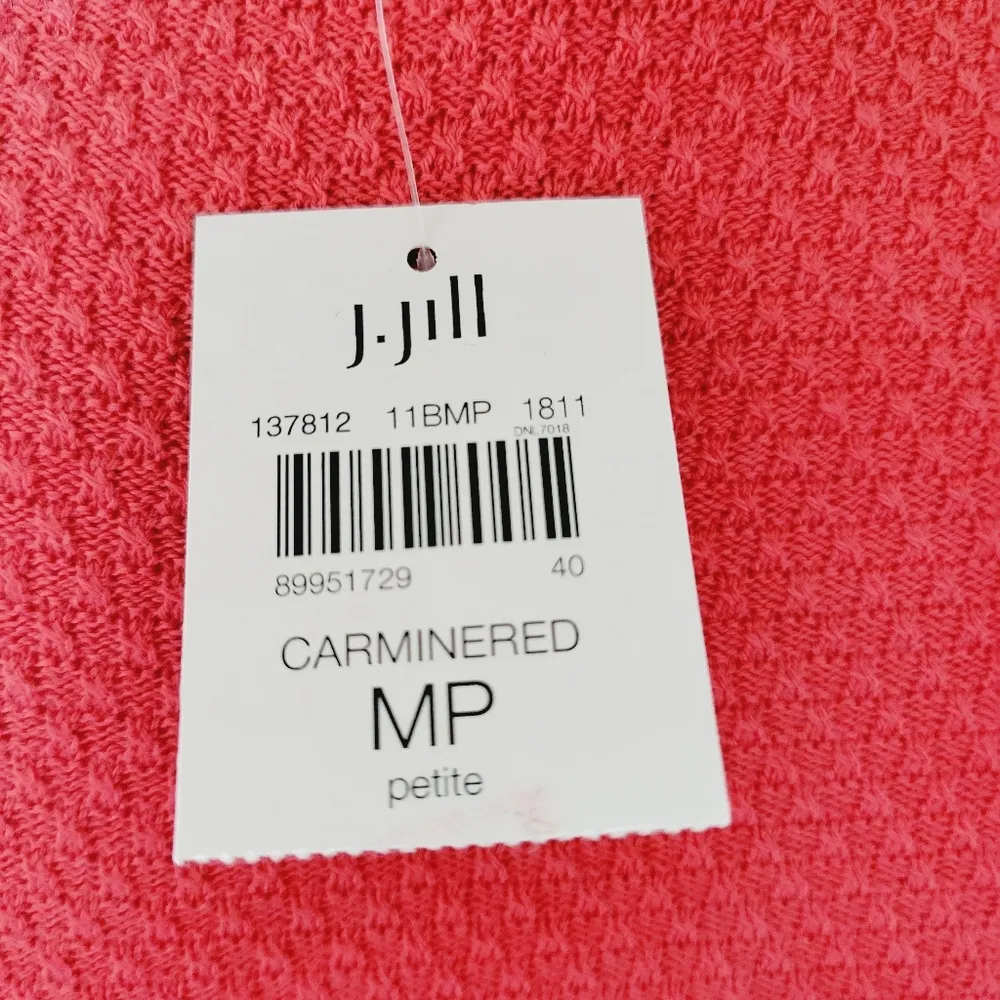 J.Jill
137812 11BMP 1811
DNL7018
89951729 40
CARMINERED
MP
petite